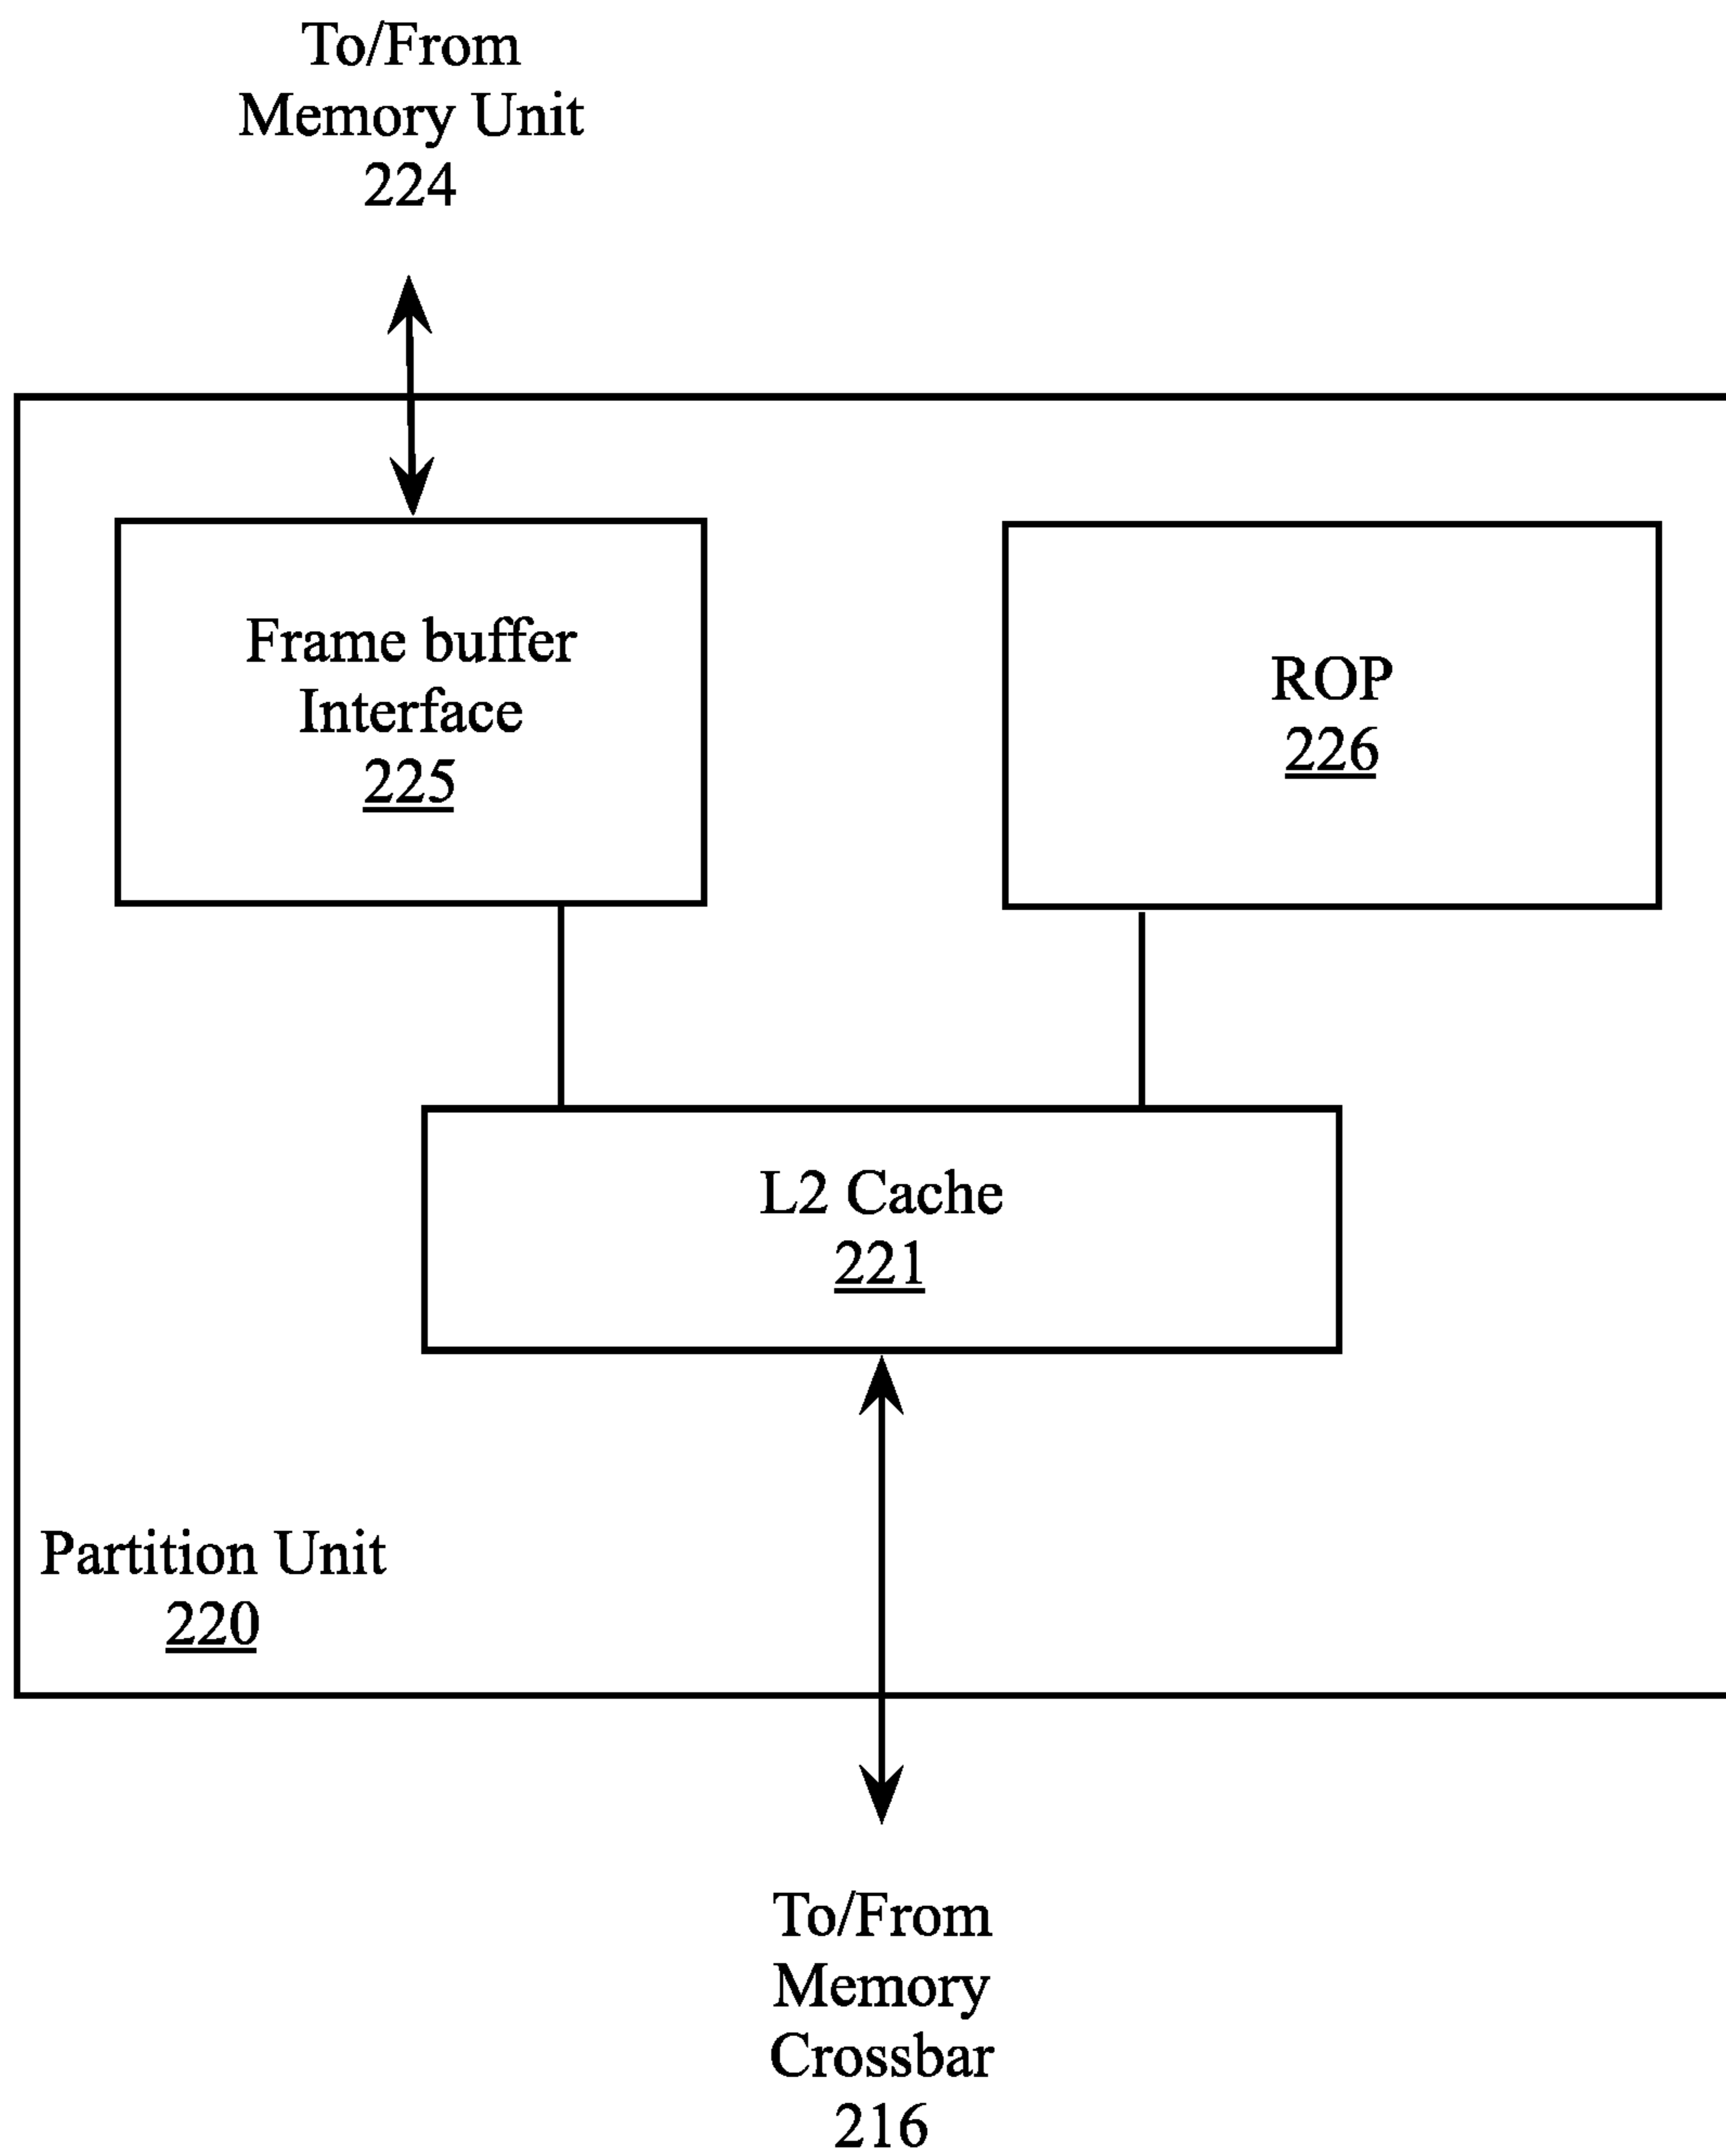 To/From
Memory Unit
224
Frame buffer
Interface
225
ROP
226
L2 Cache
221
Partition Unit
220
To/From
Memory
Crossbar
216